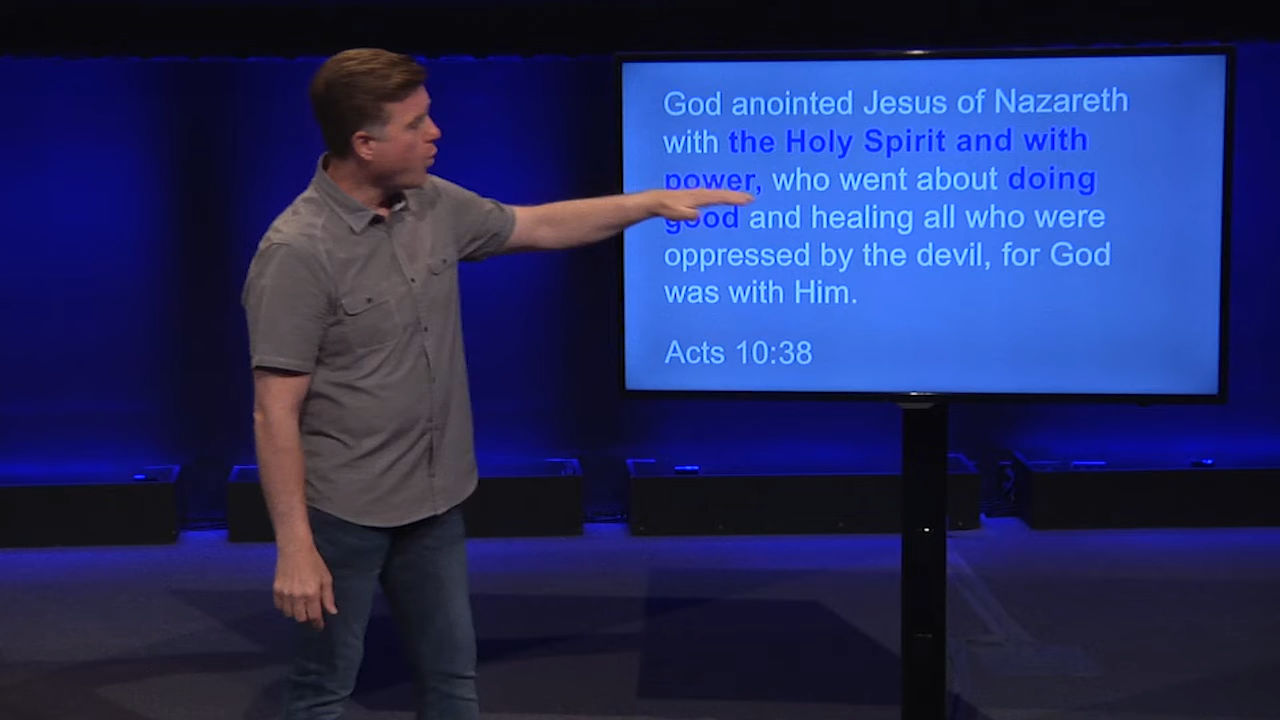 God anointed Jesus of Nazareth
with the Holy Spirit and with
power, who went about doing
good and healing all who were
oppressed by the devil, for God
was with Him.
Acts 10:38